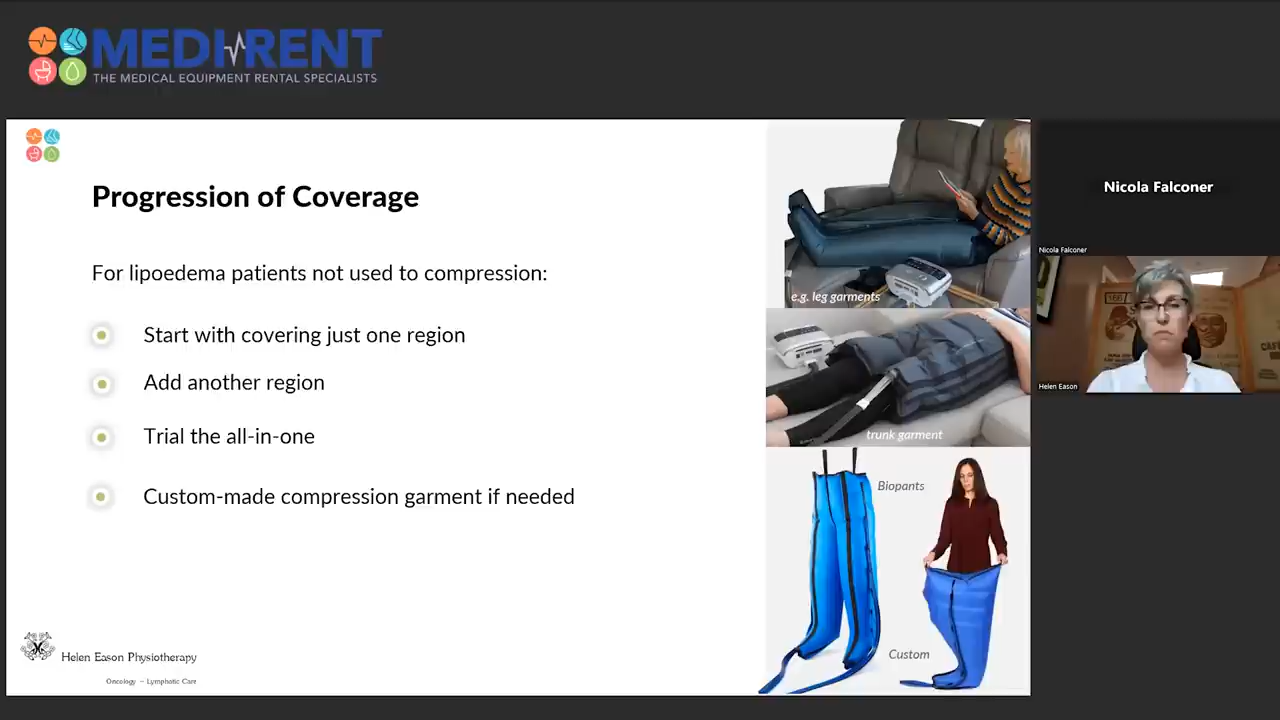 MEDI RENT
THE MEDICAL EQUIPMENT RENTAL SPECIALISTS
Progression of Coverage
For lipoedema patients not used to compression:
Start with covering just one region
Add another region
Trial the all-in-one
Custom-made compression garment if needed
Helen Eason Physiotherapy
Oncology – Lymphatic Care
e.g. leg garments
trunk garment
Biopants
Custom
Nicola Falconer
Nicola Falconer
Helen Eason